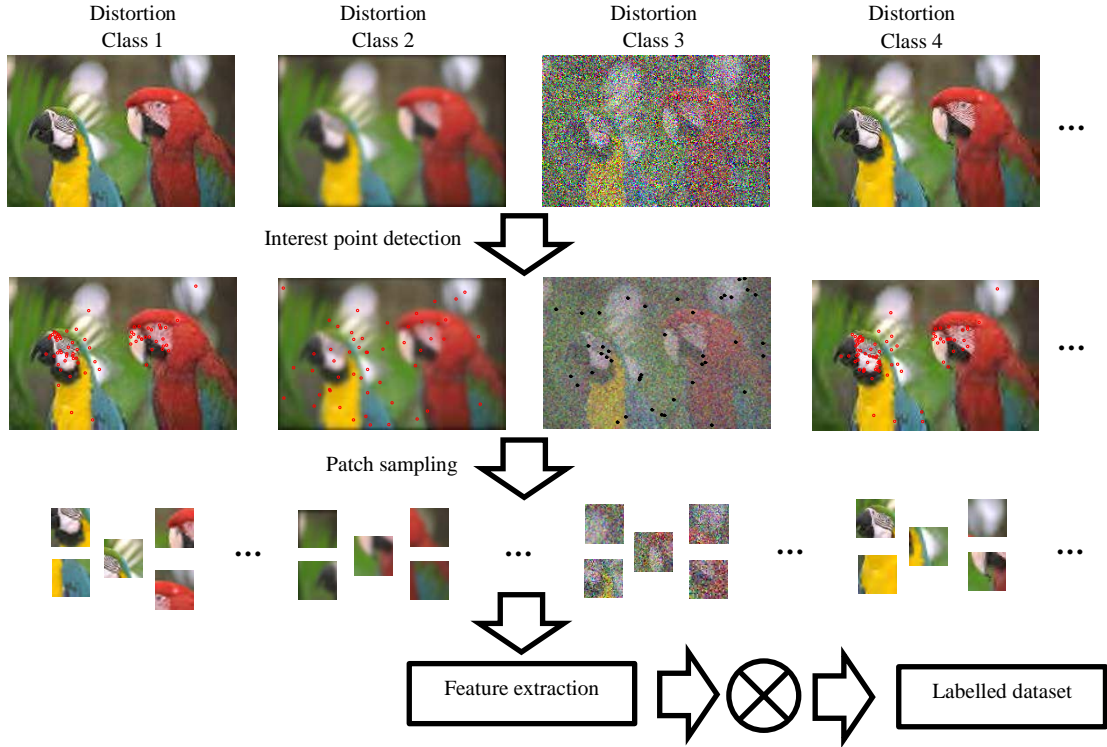 Distortion
Class 1
Distortion
Class 2
Distortion
Class 3
Distortion
Class 4
...
Interest point detection
...
Patch sampling
...
...
...
...
Feature extraction
Labelled dataset